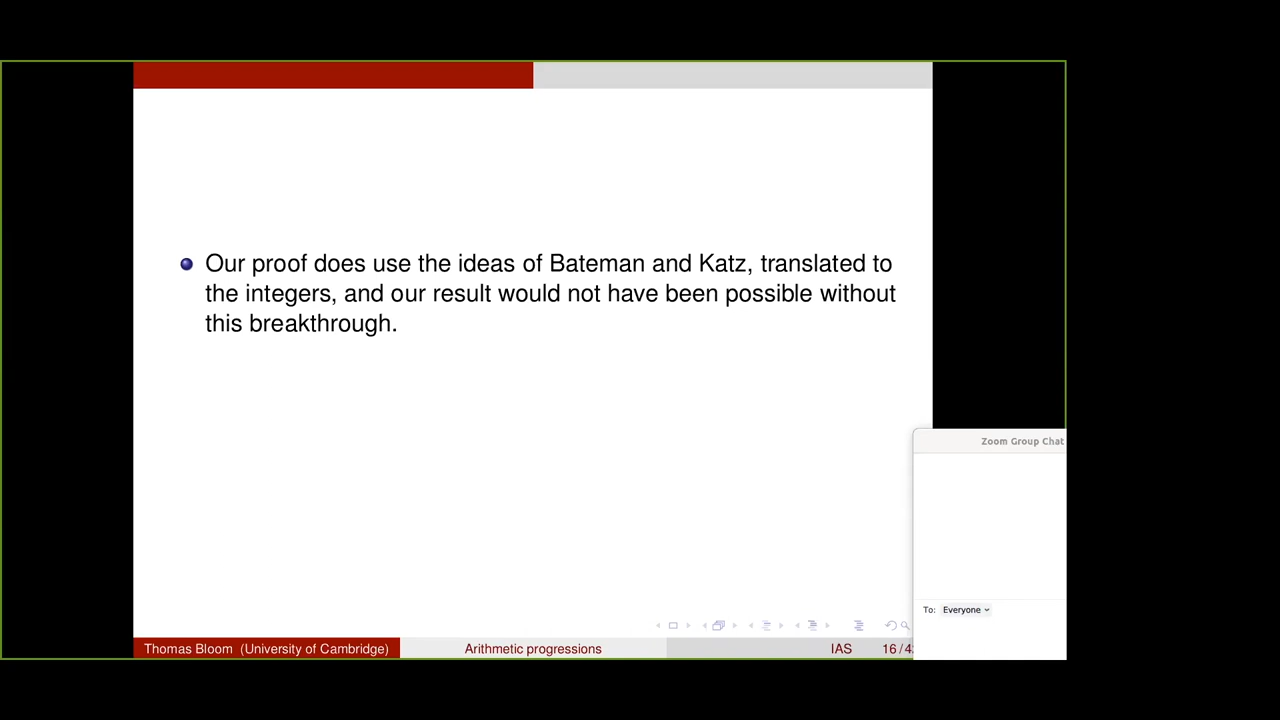 Our proof does use the ideas of Bateman and Katz, translated to
the integers, and our result would not have been possible without
this breakthrough.
Zoom Group Chat
To: Everyone
Thomas Bloom (University of Cambridge)
Arithmetic progressions
IAS
16 / 4